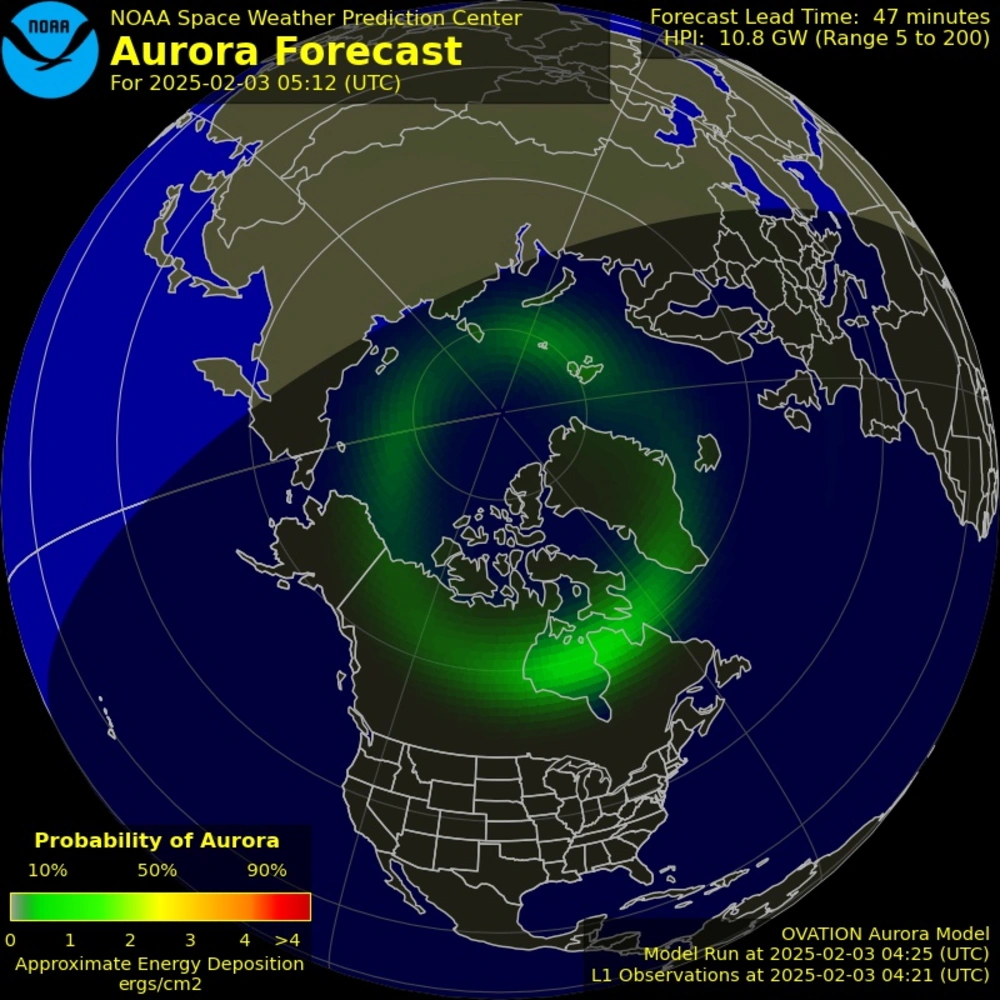 NOAA
NOAA Space Weather Prediction Center
Aurora Forecast
For 2025-02-03 05:12 (UTC)
Forecast Lead Time: 47 minutes
HPI: 10.8 GW (Range 5 to 200)
Probability of Aurora
10% 50% 90%
0 1 2 3 4 >4
Approximate Energy Deposition
ergs/cm2
OVATION Aurora Model
Model Run at 2025-02-03 04:25 (UTC)
L1 Observations at 2025-02-03 04:21 (UTC)